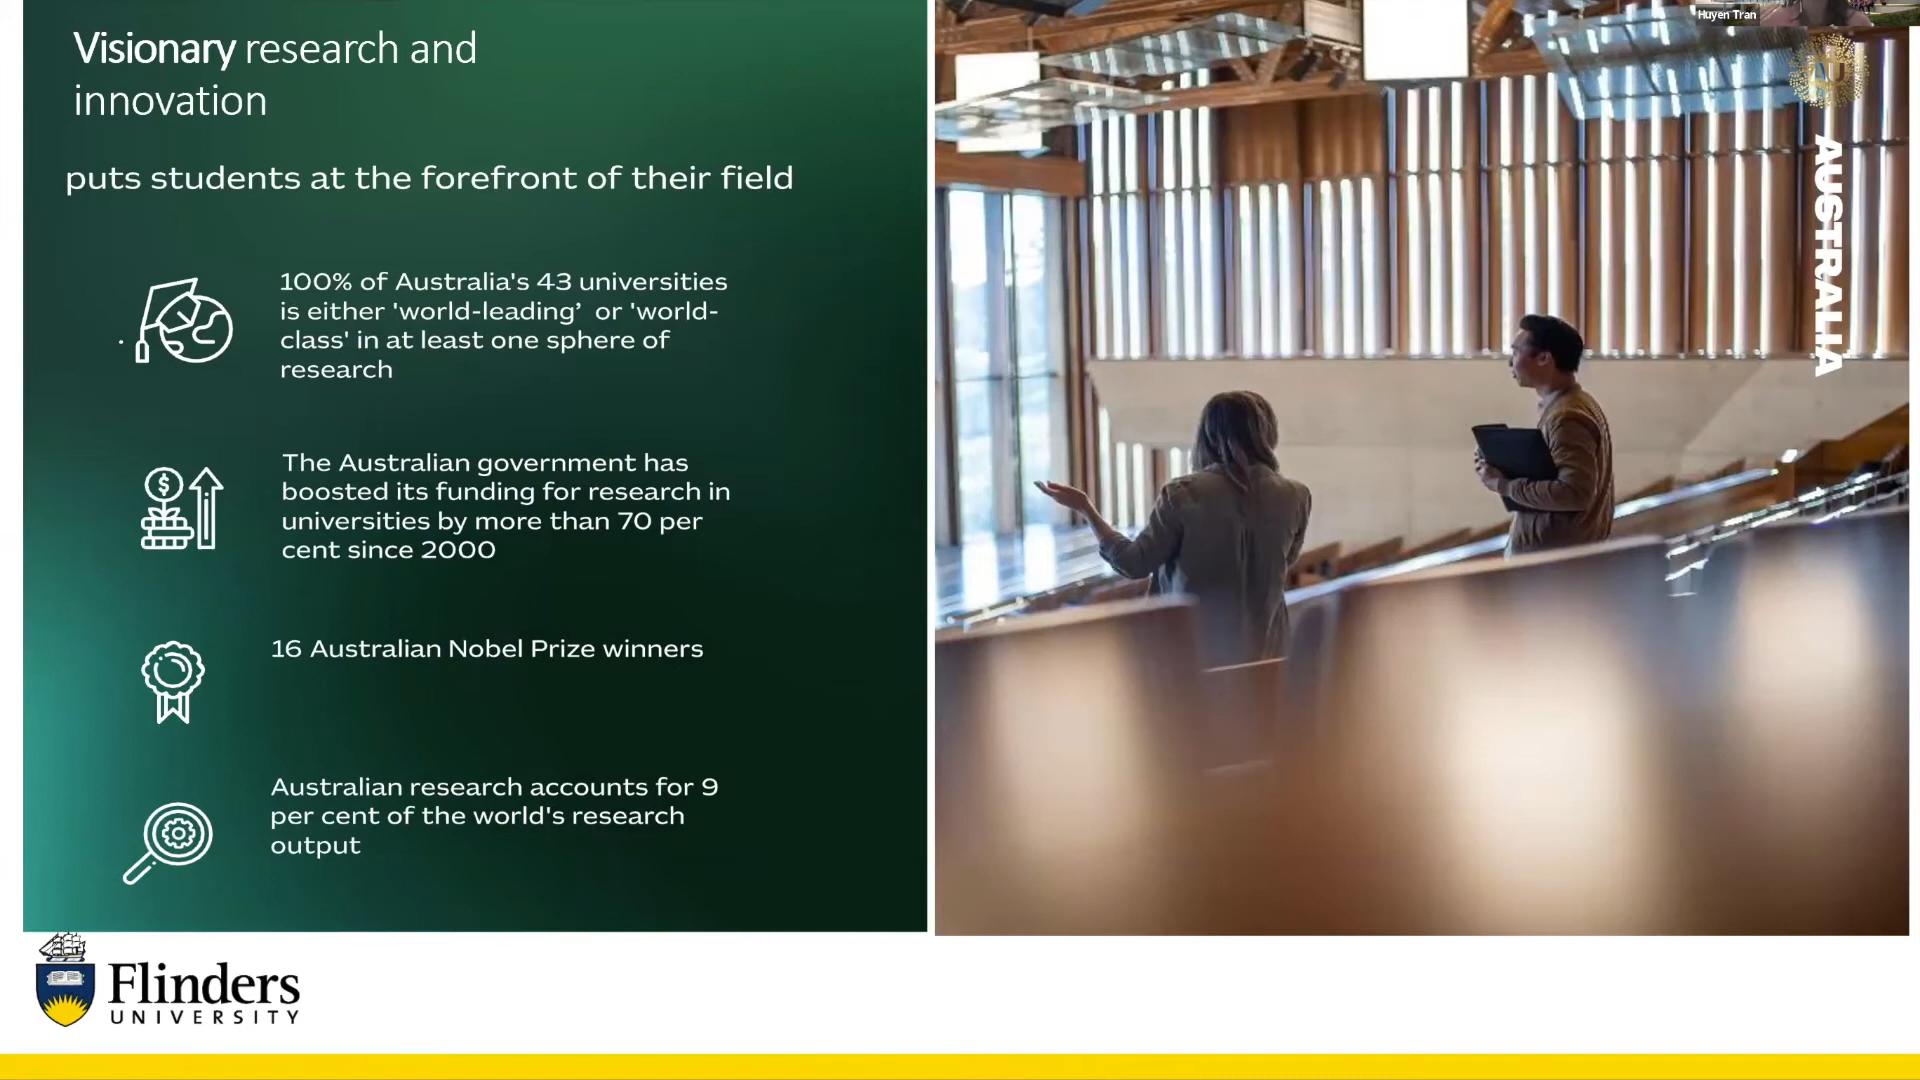 Visionary research and
innovation
puts students at the forefront of their field
100% of Australia's 43 universities
is either 'world-leading’ or 'world-
class' in at least one sphere of
research
The Australian government has
boosted its funding for research in
universities by more than 70 per
cent since 2000
16 Australian Nobel Prize winners
Australian research accounts for 9
per cent of the world's research
output
Huyen Tran
AU
AUSTRALIA
Flinders
UNIVERSITY